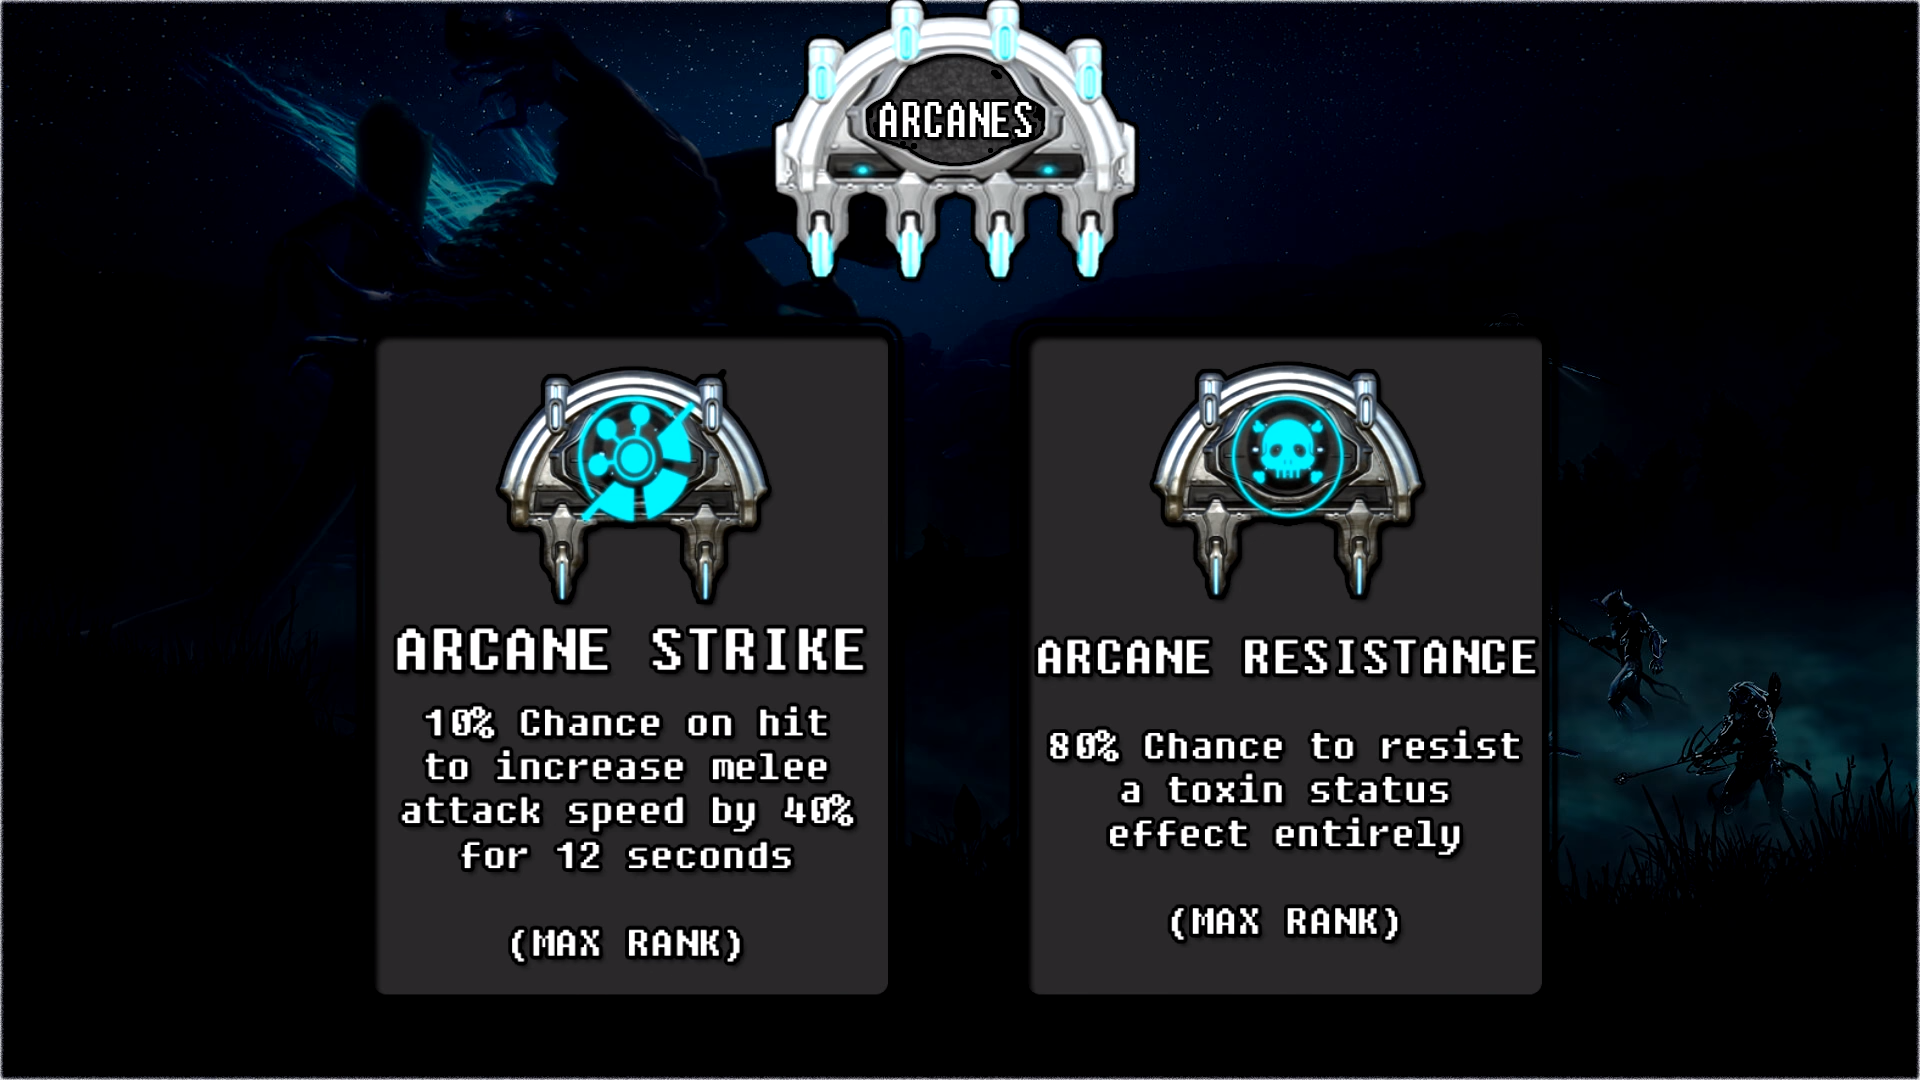 ARCANES
ARCANE STRIKE
10% Chance on hit
to increase melee
attack speed by 40%
for 12 seconds
(MAX RANK)
ARCANE RESISTANCE
80% Chance to resist
a toxin status
effect entirely
(MAX RANK)